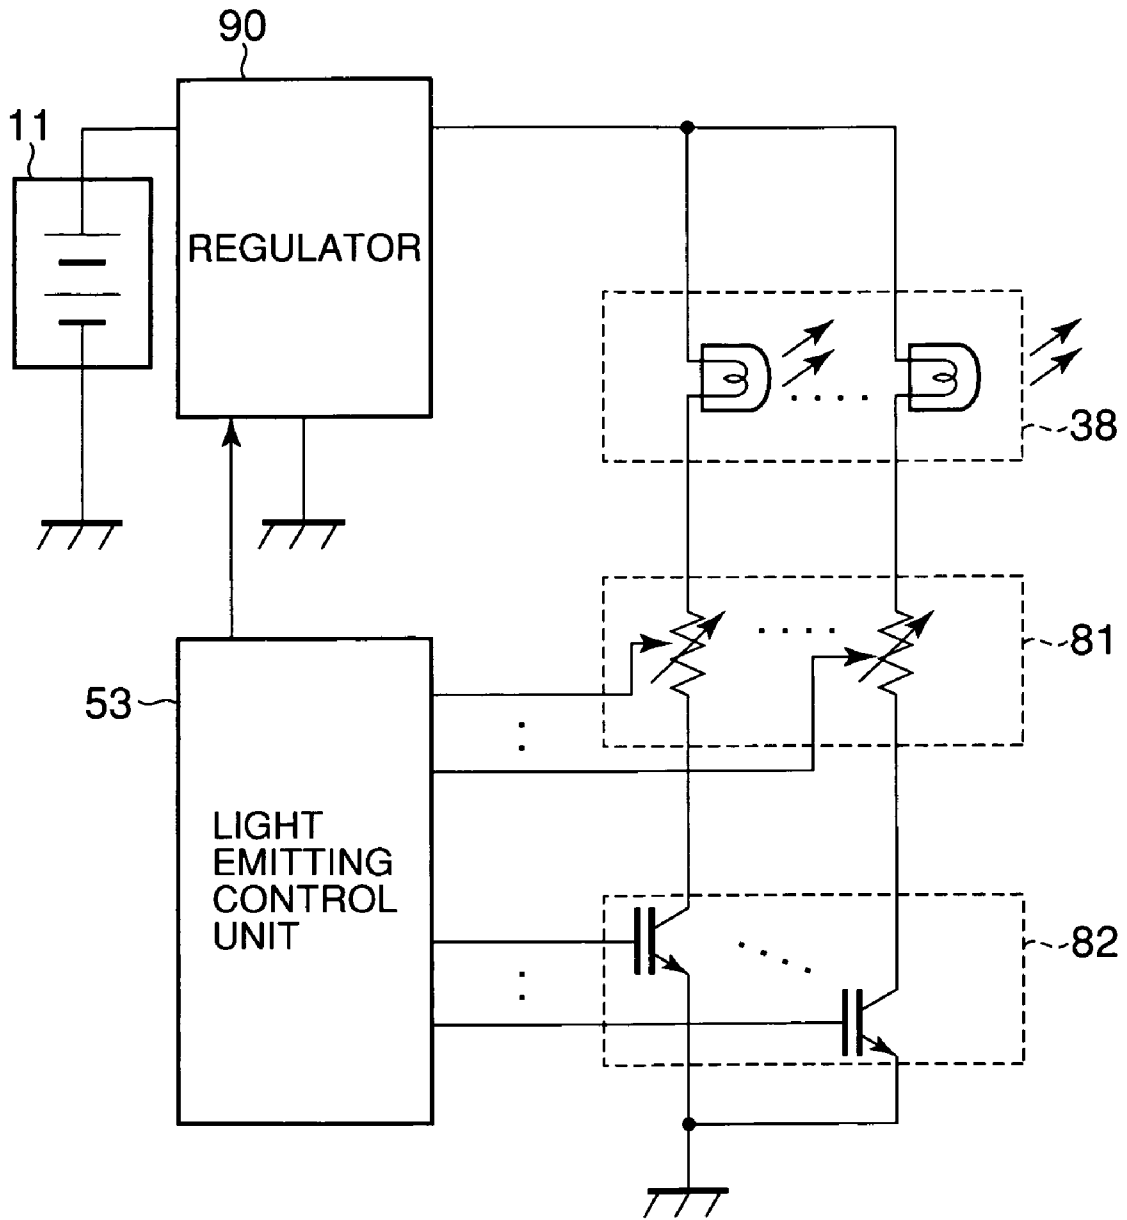 90
11
REGULATOR
38
81
53
LIGHT
EMITTING
CONTROL
UNIT
82